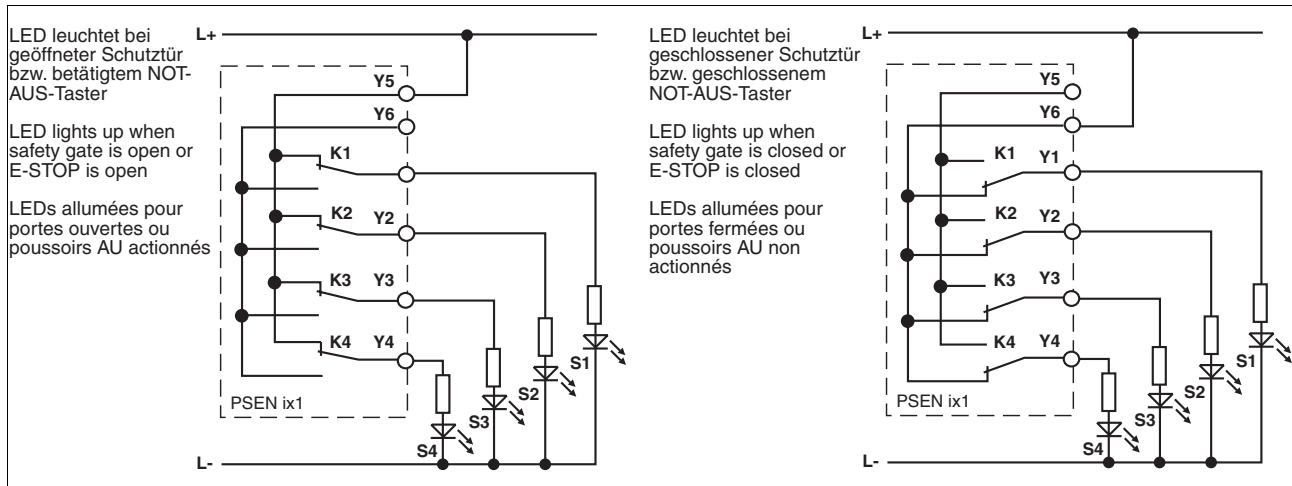 LED leuchtet bei
geöffneter Schutztür
bzw. betätigtem NOT-
AUS-Taster
LED lights up when
safety gate is open or
E-STOP is open
LEDs allumées pour
portes ouvertes ou
poussoirs AU actionnés
L+
Y5
Y6
K1
K2 Y2
K3 Y3
K4 Y4
PSEN ix1
S1
S2
S3
S4
L-
LED leuchtet bei
geschlossener Schutztür
bzw. geschlossenem
NOT-AUS-Taster
LED lights up when
safety gate is closed or
E-STOP is closed
LEDs allumées pour
portes fermées ou
poussoirs AU non
actionnés
L+
Y5
Y6
K1 Y1
K2 Y2
K3 Y3
K4 Y4
PSEN ix1
S1
S2
S3
S4
L-